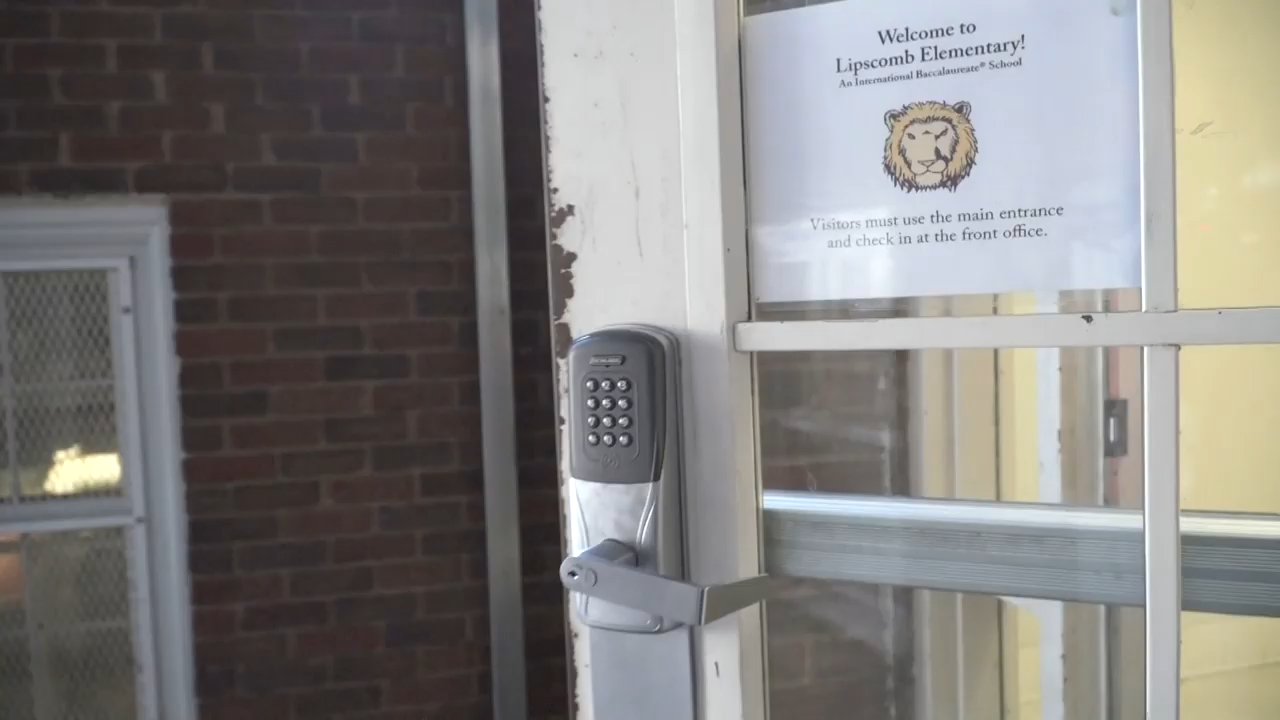 Welcome to
Lipscomb Elementary!
An International Baccalaureate® School
Visitors must use the main entrance
and check in at the front office.